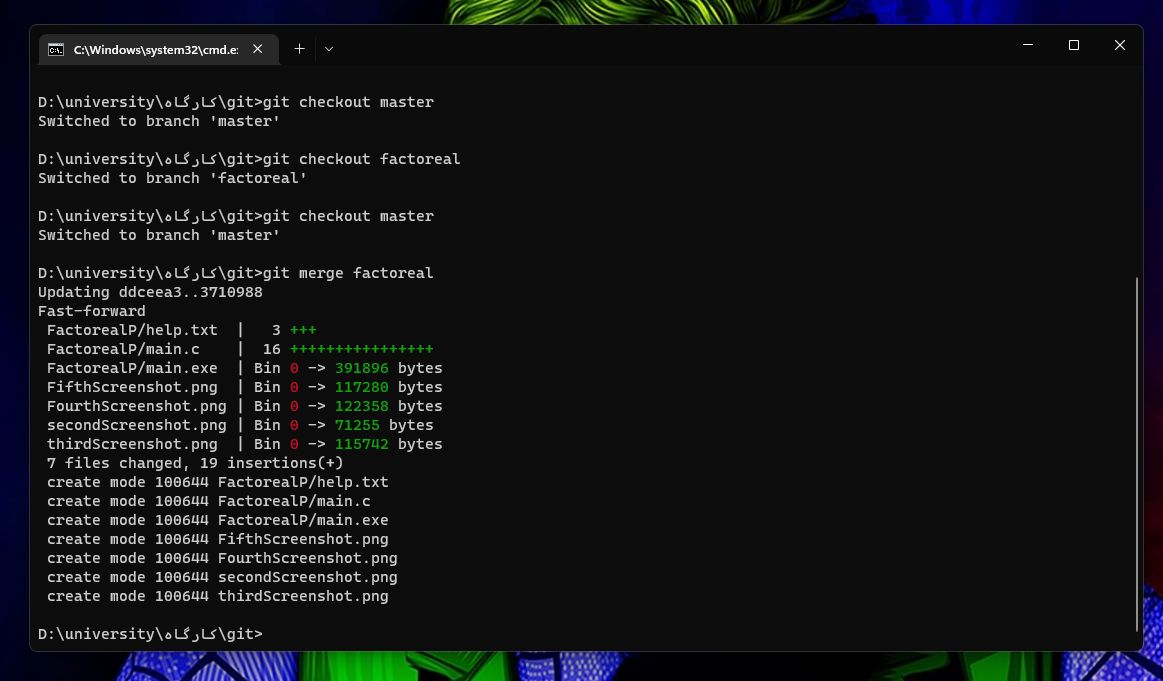 C:\Windows\system32\cmd.e:
D:\university\کارگاه\git>git checkout master
Switched to branch 'master'
D:\university\کارگاه\git>git checkout factoreal
Switched to branch 'factoreal'
D:\university\کارگاه\git>git checkout master
Switched to branch 'master'
D:\university\کارگاه\git>git merge factoreal
Updating ddceea3..3710988
Fast-forward
FactorealP/help.txt | 3 +++
FactorealP/main.c | 16 ++++++++++++++++
FactorealP/main.exe | Bin 0 -> 391896 bytes
FifthScreenshot.png | Bin 0 -> 117280 bytes
FourthScreenshot.png | Bin 0 -> 122358 bytes
secondScreenshot.png | Bin 0 -> 71255 bytes
thirdScreenshot.png | Bin 0 -> 115742 bytes
7 files changed, 19 insertions(+)
create mode 100644 FactorealP/help.txt
create mode 100644 FactorealP/main.c
create mode 100644 FactorealP/main.exe
create mode 100644 FifthScreenshot.png
create mode 100644 FourthScreenshot.png
create mode 100644 secondScreenshot.png
create mode 100644 thirdScreenshot.png
D:\university\کارگاه\git>